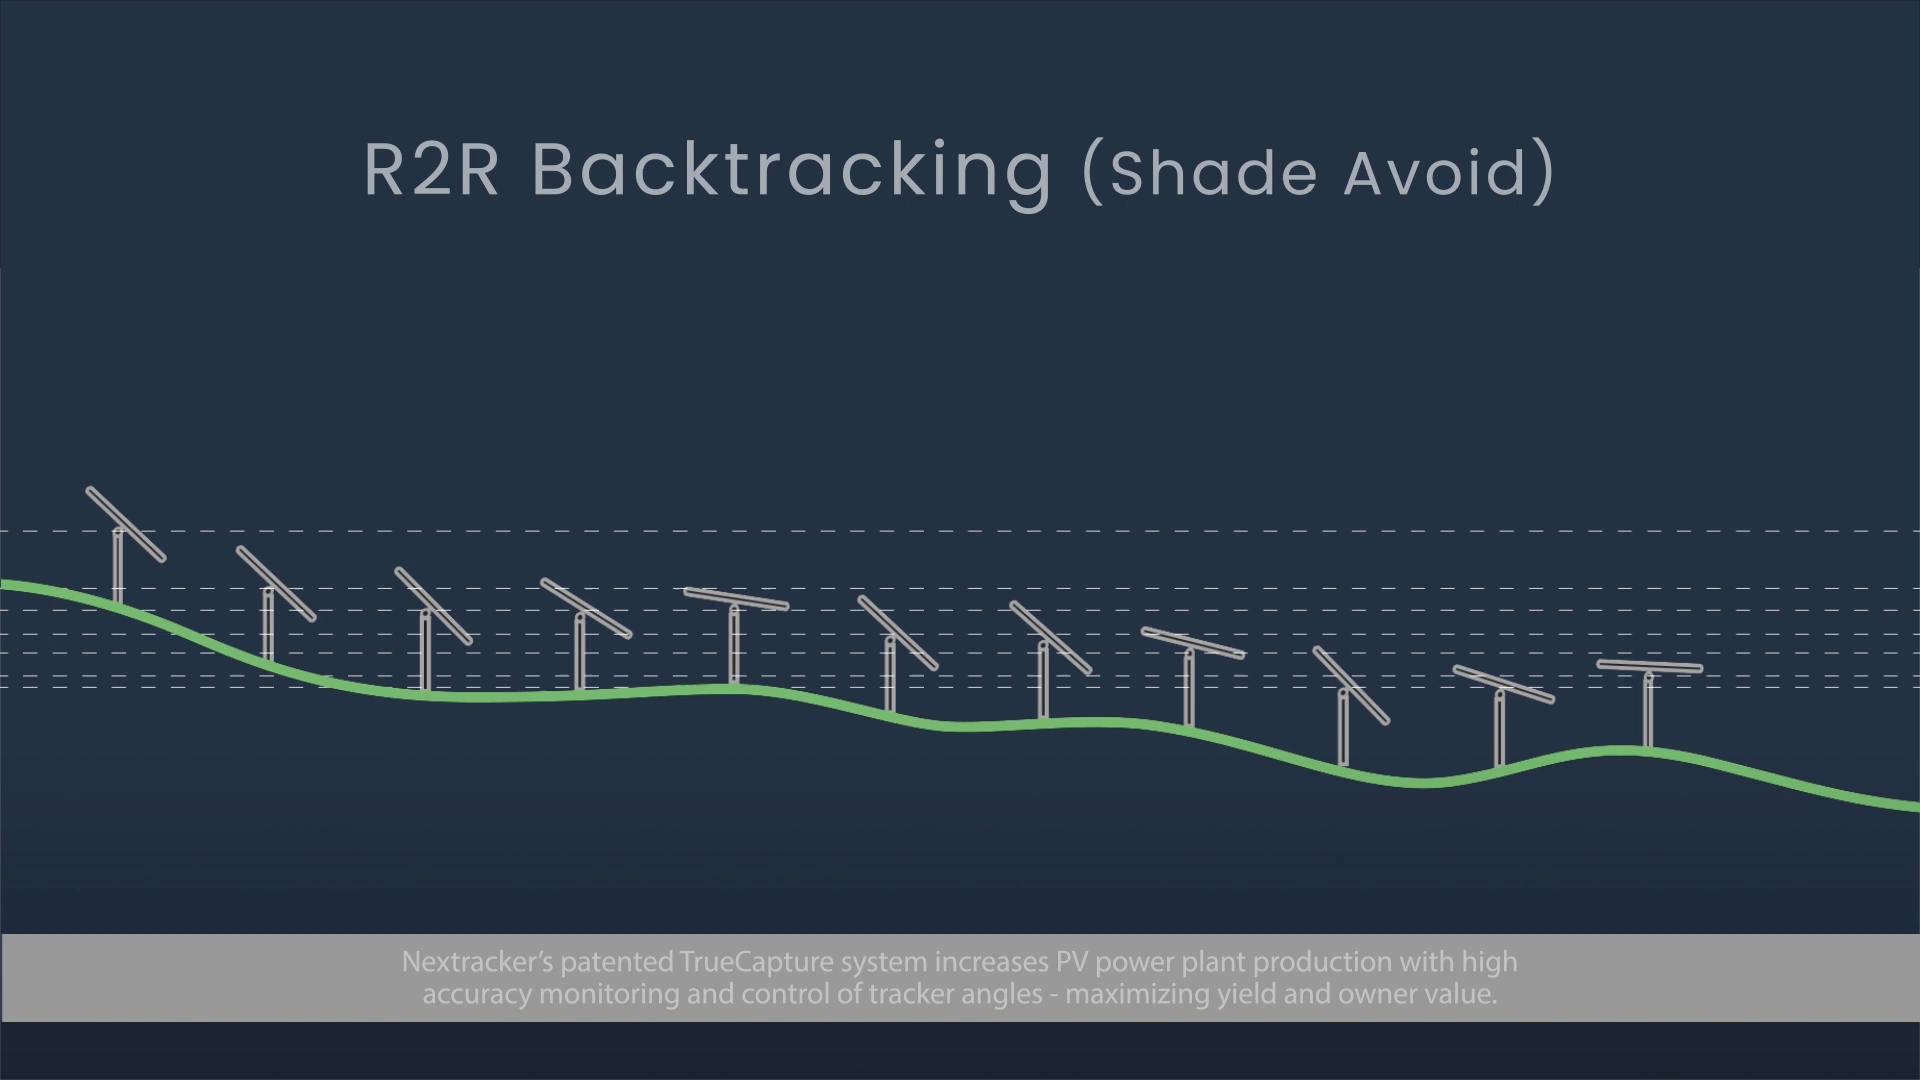 R2R Backtracking (Shade Avoid)
Nextracker’s patented TrueCapture system increases PV power plant production with high
accuracy monitoring and control of tracker angles - maximizing yield and owner value.